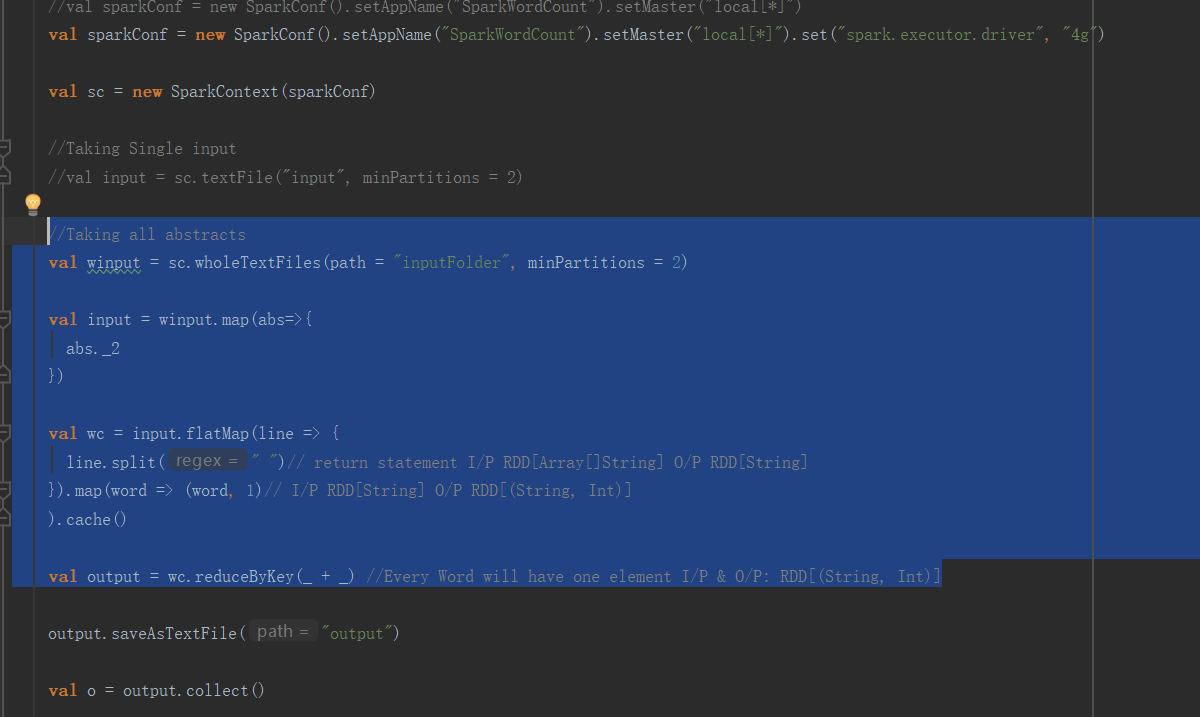 //val sparkConf = new SparkConf().setAppName("SparkWordCount").setMaster("local[*]")
val sparkConf = new SparkConf().setAppName("SparkWordCount").setMaster("local[*]").set("spark.executor.driver", "4g")
val sc = new SparkContext(sparkConf)
//Taking Single input
//val input = sc.textFile("input", minPartitions = 2)
//Taking all abstracts
val winput = sc.wholeTextFiles(path = "inputFolder", minPartitions = 2)
val input = winput.map(abs=>{
abs._2
})
val wc = input.flatMap(line => {
line.split( regex = " ")// return statement I/P RDD[Array[]String] O/P RDD[String]
}).map(word => (word, 1)// I/P RDD[String] O/P RDD[(String, Int)]
).cache()
val output = wc.reduceByKey(_ + _) //Every Word will have one element I/P & O/P: RDD[(String, Int)]
output.saveAsTextFile( path = "output")
val o = output.collect()